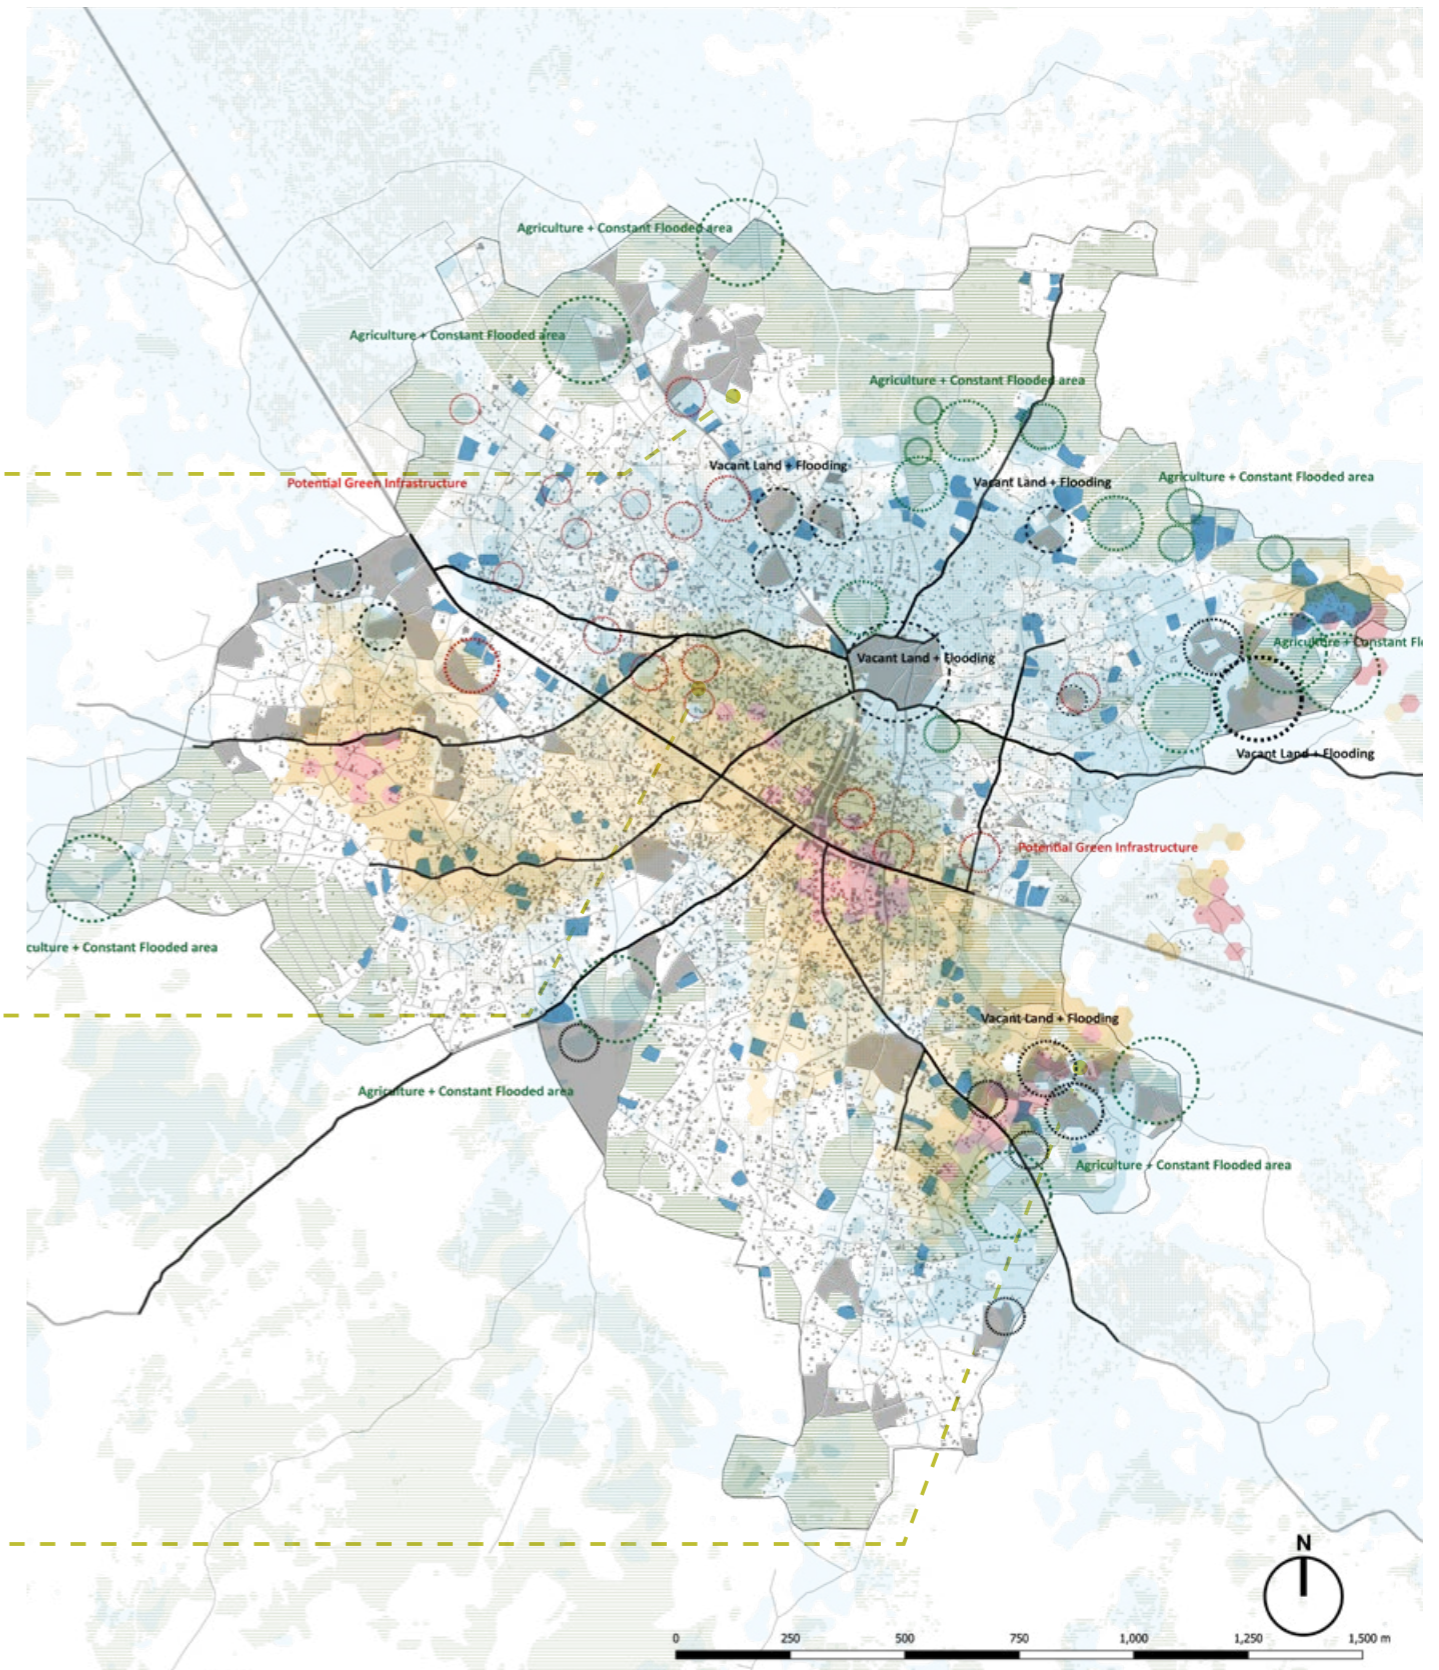 Agriculture + Constant Flooded area
Agriculture + Constant Flooded area
Agriculture + Constant Flooded area
Vacant Land + Flooding
Agriculture + Constant Flooded area
Potential Green Infrastructure
Vacant Land + Flooding
Agriculture + Constant Fl
Vacant Land + Flooding
Vacant Land + Flooding
Potential Green Infrastructure
culture + Constant Flooded area
Vacant Land + Flooding
Agriculture + Constant Flooded area
Agriculture + Constant Flooded area
N
0 250 500 750 1,000 1,250 1,500 m